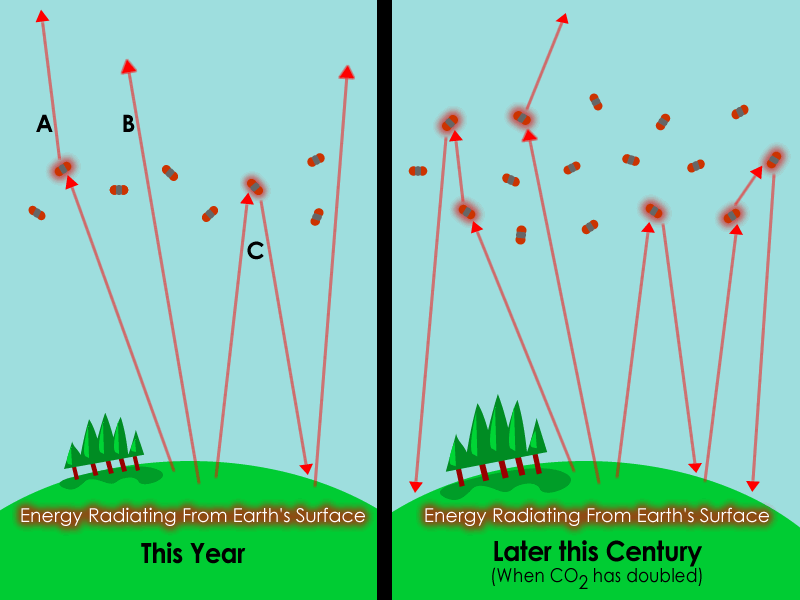 A
B
C
Energy Radiating From Earth's Surface
This Year
Energy Radiating From Earth's Surface
Later this Century
(When CO2 has doubled)